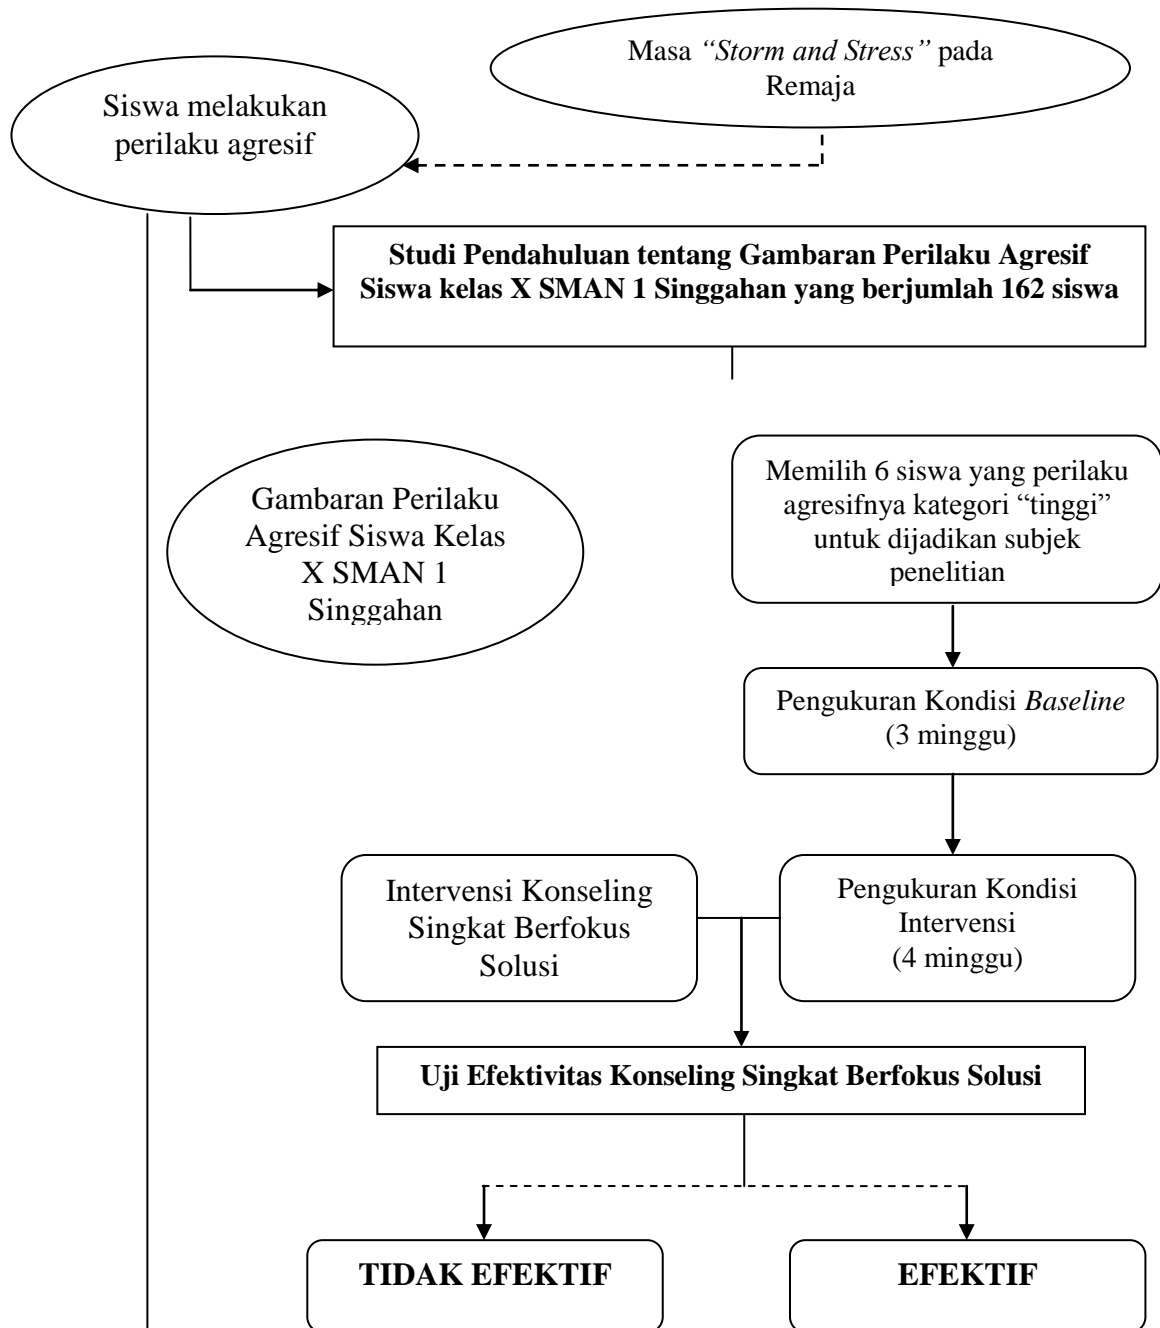 Masa “Storm and Stress” pada
Remaja
Siswa melakukan
perilaku agresif
Studi Pendahuluan tentang Gambaran Perilaku Agresif
Siswa kelas X SMAN 1 Singgahan yang berjumlah 162 siswa
Gambaran Perilaku
Agresif Siswa Kelas
X SMAN 1
Singgahan
Memilih 6 siswa yang perilaku
agresifnya kategori “tinggi”
untuk dijadikan subjek
penelitian
Pengukuran Kondisi Baseline
(3 minggu)
Intervensi Konseling
Singkat Berfokus
Solusi
Pengukuran Kondisi
Intervensi
(4 minggu)
Uji Efektivitas Konseling Singkat Berfokus Solusi
TIDAK EFEKTIF
EFEKTIF